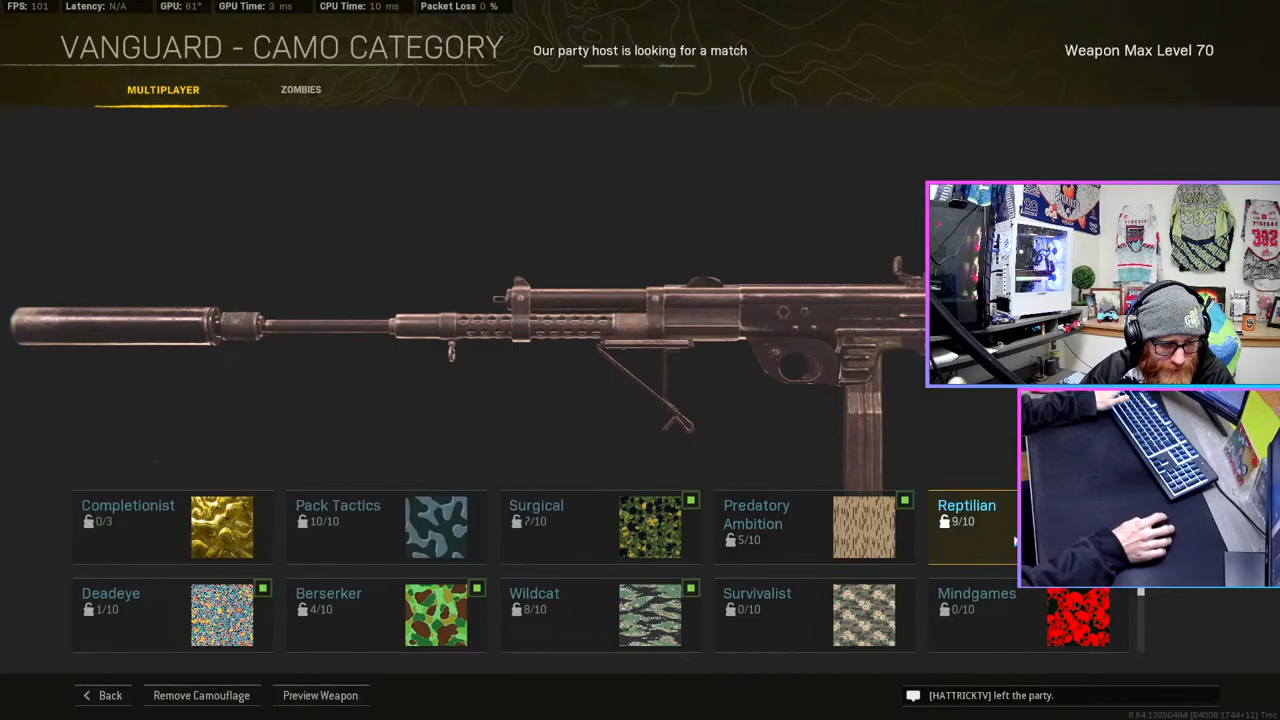 FPS: 101 Latency: N/A GPU: 61° GPU Time: 3 ms CPU Time: 10 ms Packet Loss 0 %
VANGUARD - CAMO CATEGORY
Our party host is looking for a match
Weapon Max Level 70
MULTIPLAYER ZOMBIES
Completionist
0/3
Pack Tactics
10/10
Surgical
7/10
Predatory
Ambition
5/10
Reptilian
9/10
Deadeye
1/10
Berserker
4/10
Wildcat
8/10
Survivalist
0/10
Mindgames
0/10
Back Remove Camouflage Preview Weapon
[HATTRICKTV] left the party.